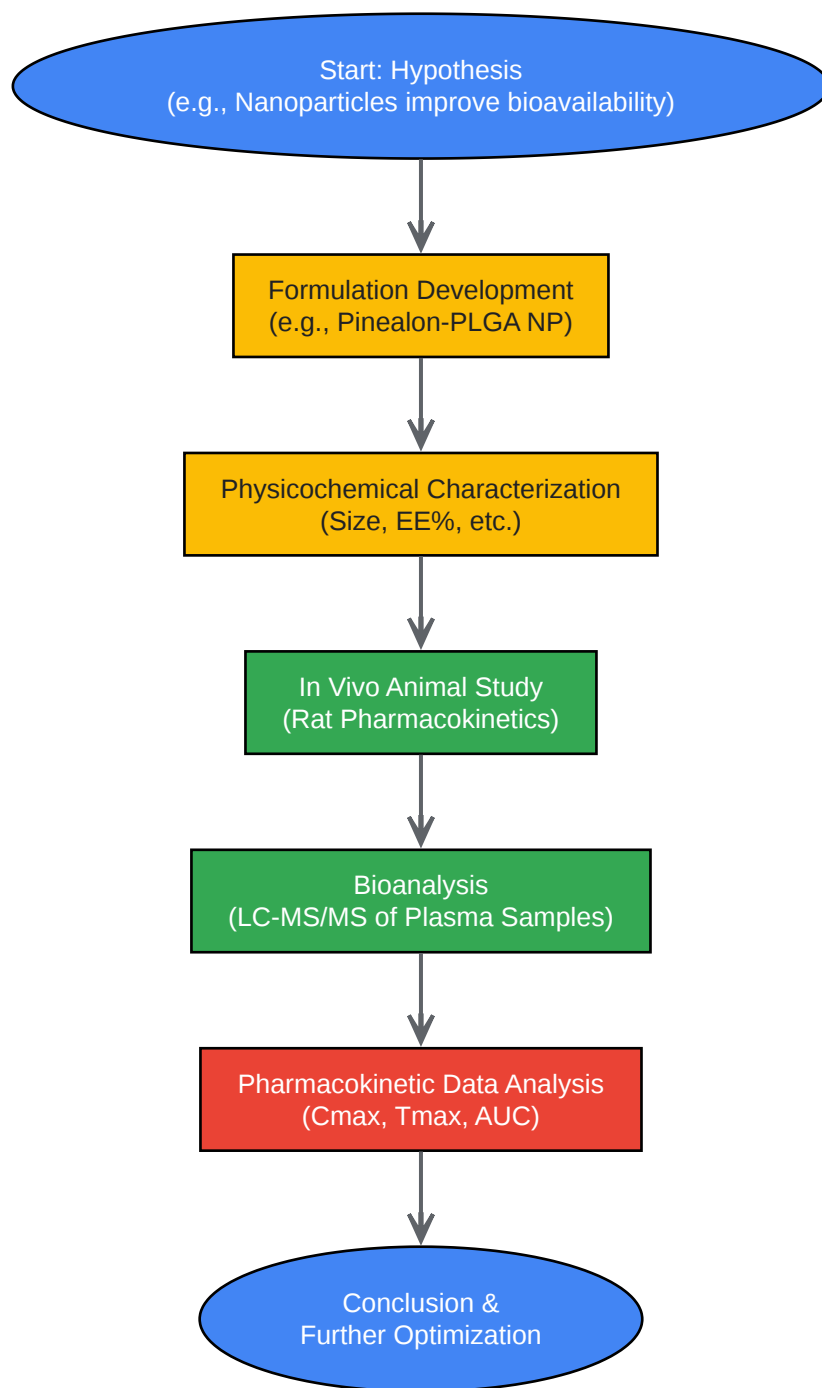 Start: Hypothesis
(e.g., Nanoparticles improve bioavailability)
Formulation Development
(e.g., Pinealon-PLGA NP)
Physicochemical Characterization
(Size, EE%, etc.)
In Vivo Animal Study
(Rat Pharmacokinetics)
Bioanalysis
(LC-MS/MS of Plasma Samples)
Pharmacokinetic Data Analysis
(Cmax, Tmax, AUC)
Conclusion &
Further Optimization